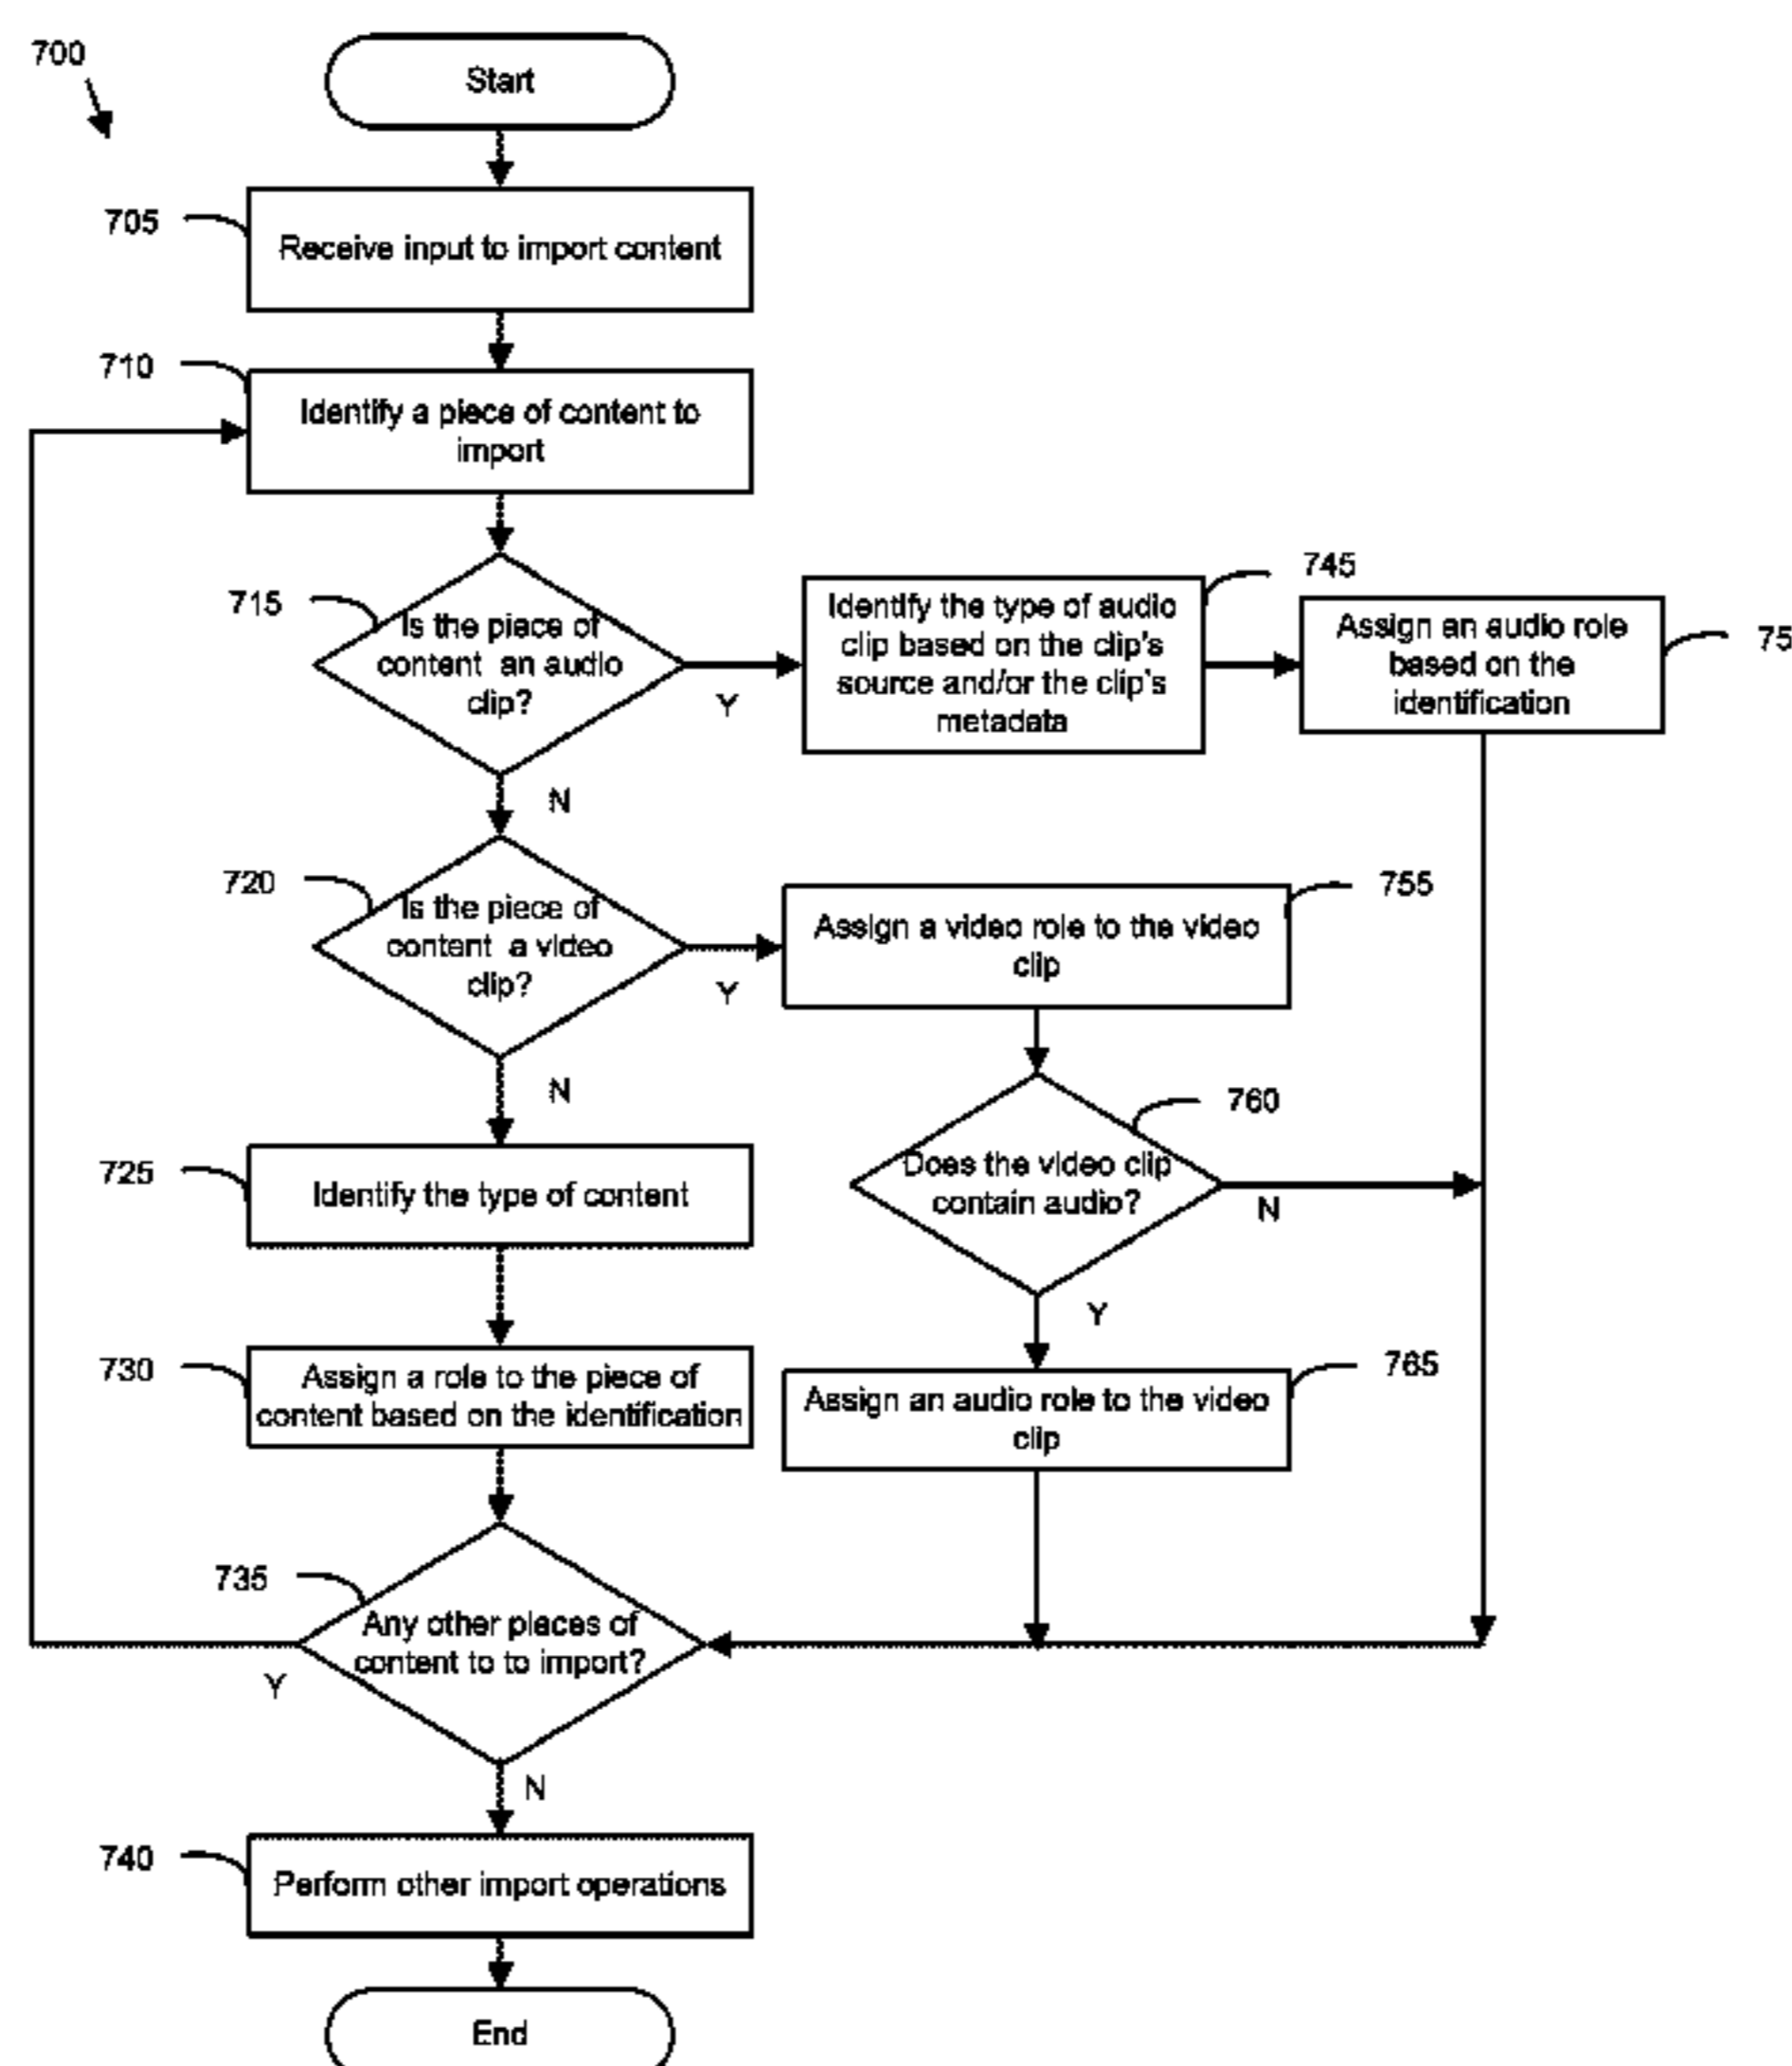 700
Start
705
Receive input to import content
710
Identify a piece of content to
import
715
Is the piece of
content an audio
clip?
Y
N
745
Identify the type of audio
clip based on the clip's
source and/or the clip's
metadata
75
Assign an audio role
based on the
identification
720
Is the piece of
content a video
clip?
Y
N
755
Assign a video role to the video
clip
760
Does the video clip
contain audio?
N
Y
725
Identify the type of content
730
Assign a role to the piece of
content based on the identification
765
Assign an audio role to the video
clip
735
Any other pieces of
content to to import?
Y
N
740
Perform other import operations
End